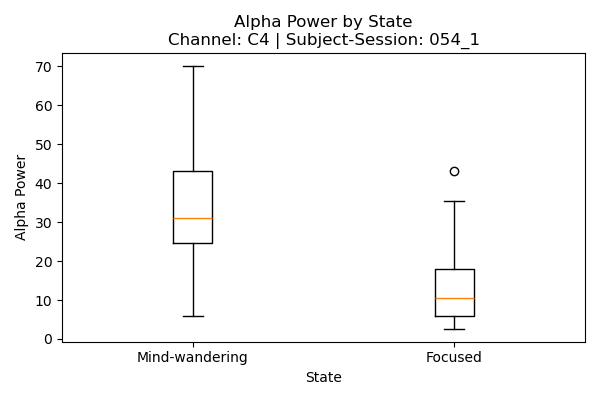 Alpha Power by State
Channel: C4 | Subject-Session: 054_1
70
60
50
40
30
20
10
0
Alpha Power
Mind-wandering
Focused
State